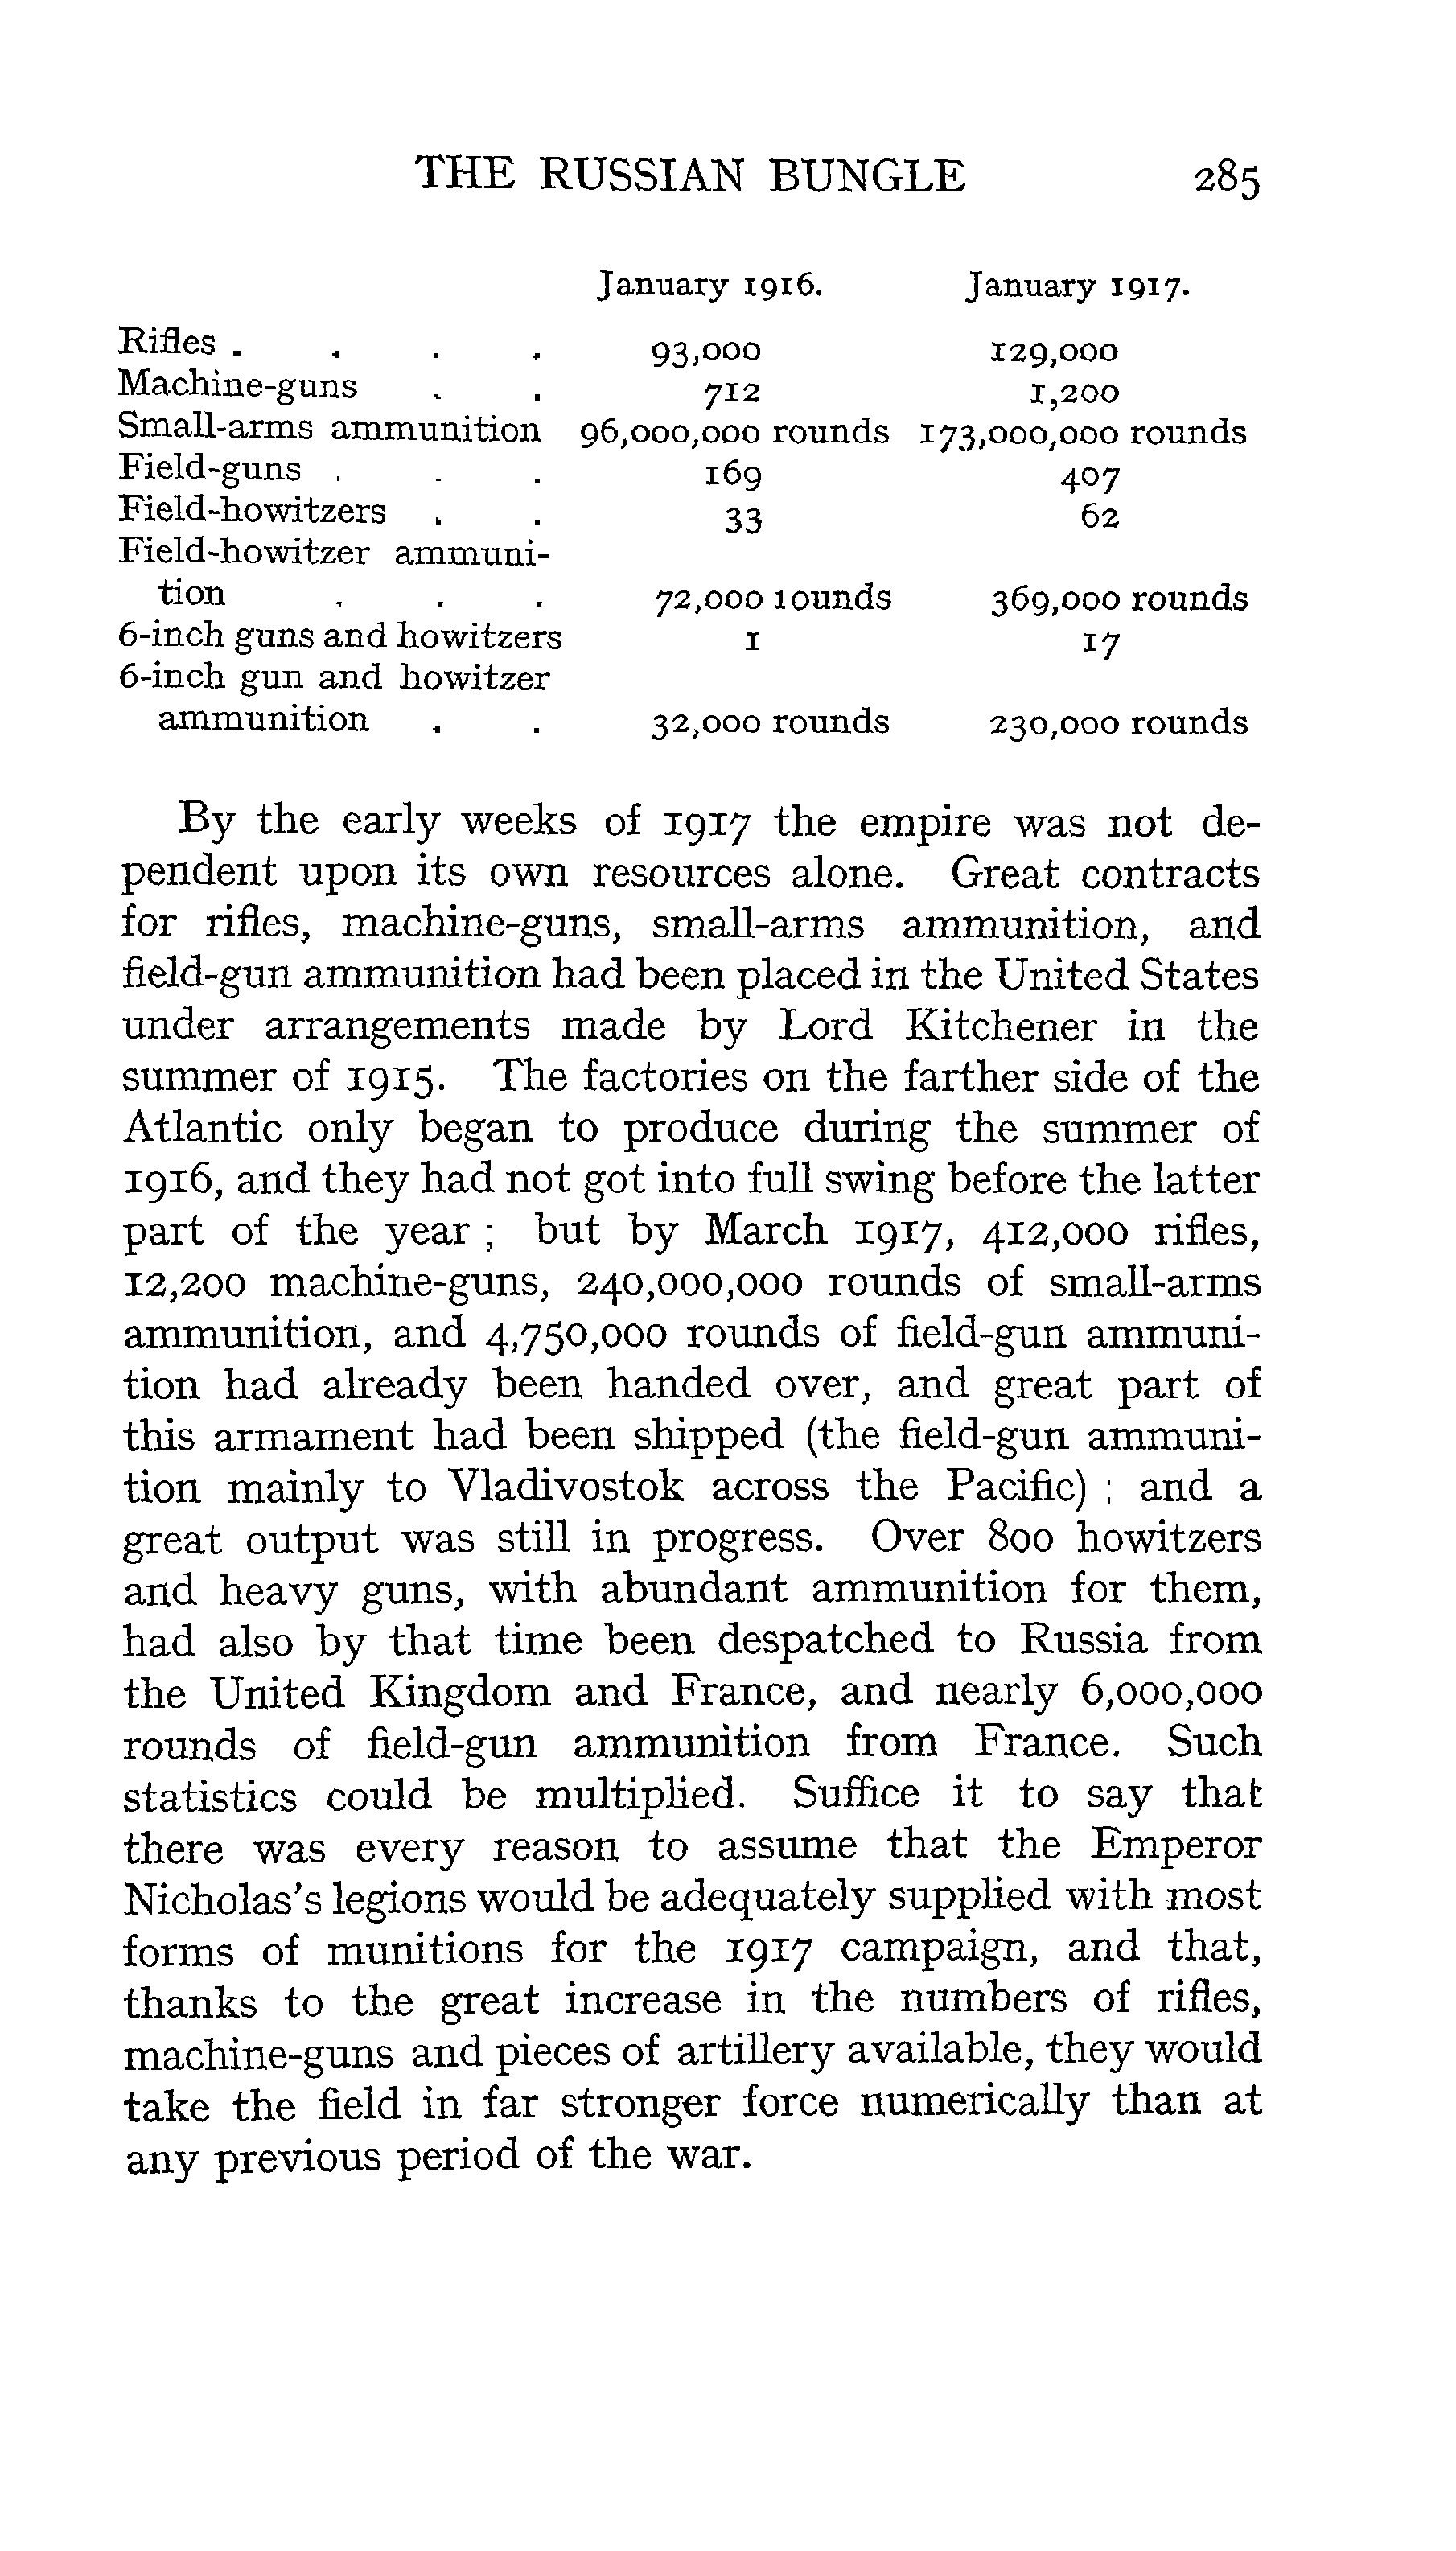 THE RUSSIAN BUNGLE 285
January 1916. January 1917.
Rifles . . . . 93,000 129,000
Machine-guns . . 712 1,200
Small-arms ammunition 96,000,000 rounds 173,000,000 rounds
Field-guns . . . 169 407
Field-howitzers . . 33 62
Field-howitzer ammuni-
tion . . . 72,000 rounds 369,000 rounds
6-inch guns and howitzers 1 17
6-inch gun and howitzer
ammunition . . 32,000 rounds 230,000 rounds
By the early weeks of 1917 the empire was not de-
pendent upon its own resources alone. Great contracts
for rifles, machine-guns, small-arms ammunition, and
field-gun ammunition had been placed in the United States
under arrangements made by Lord Kitchener in the
summer of 1915. The factories on the farther side of the
Atlantic only began to produce during the summer of
1916, and they had not got into full swing before the latter
part of the year ; but by March 1917, 412,000 rifles,
12,200 machine-guns, 240,000,000 rounds of small-arms
ammunition, and 4,750,000 rounds of field-gun ammuni-
tion had already been handed over, and great part of
this armament had been shipped (the field-gun ammuni-
tion mainly to Vladivostok across the Pacific) ; and a
great output was still in progress. Over 800 howitzers
and heavy guns, with abundant ammunition for them,
had also by that time been despatched to Russia from
the United Kingdom and France, and nearly 6,000,000
rounds of field-gun ammunition from France. Such
statistics could be multiplied. Suffice it to say that
there was every reason to assume that the Emperor
Nicholas's legions would be adequately supplied with most
forms of munitions for the 1917 campaign, and that,
thanks to the great increase in the numbers of rifles,
machine-guns and pieces of artillery available, they would
take the field in far stronger force numerically than at
any previous period of the war.